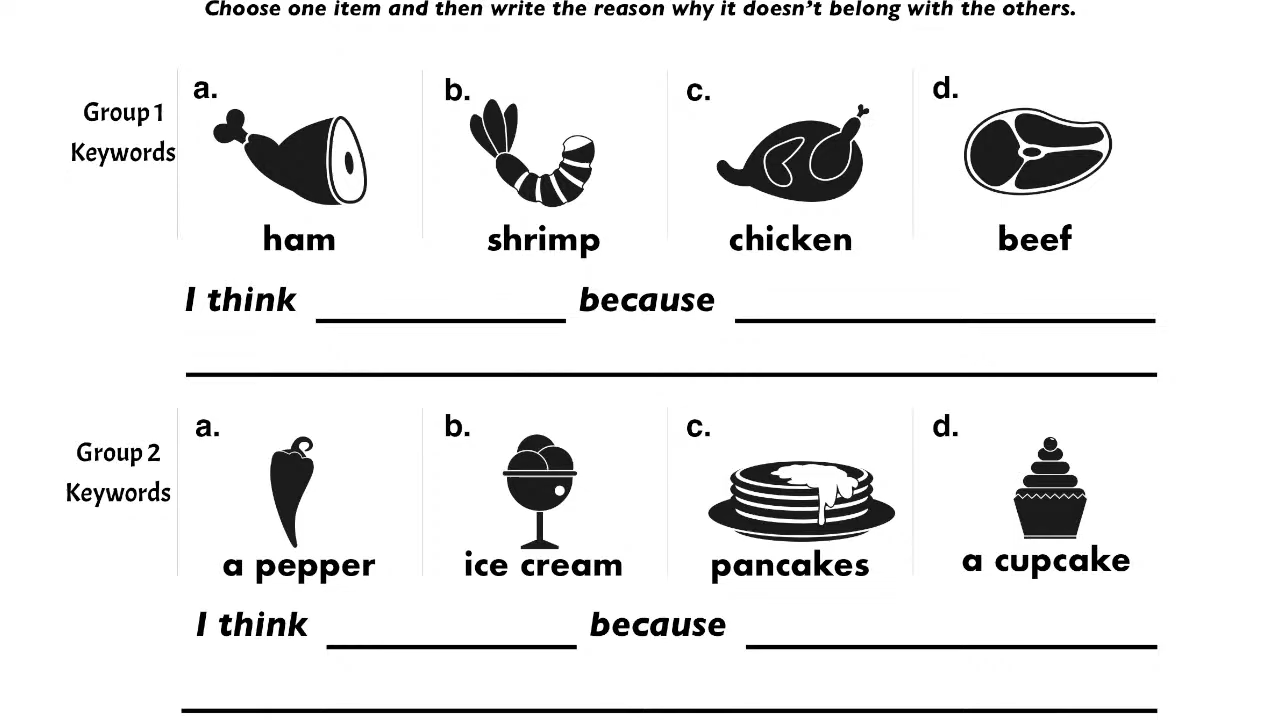 Choose one item and then write the reason why it doesn't belong with the others.
Group 1
Keywords
a.
b.
c.
d.
ham
shrimp
chicken
beef
I think because
Group 2
Keywords
a.
b.
c.
d.
a pepper
ice cream
pancakes
a cupcake
I think because